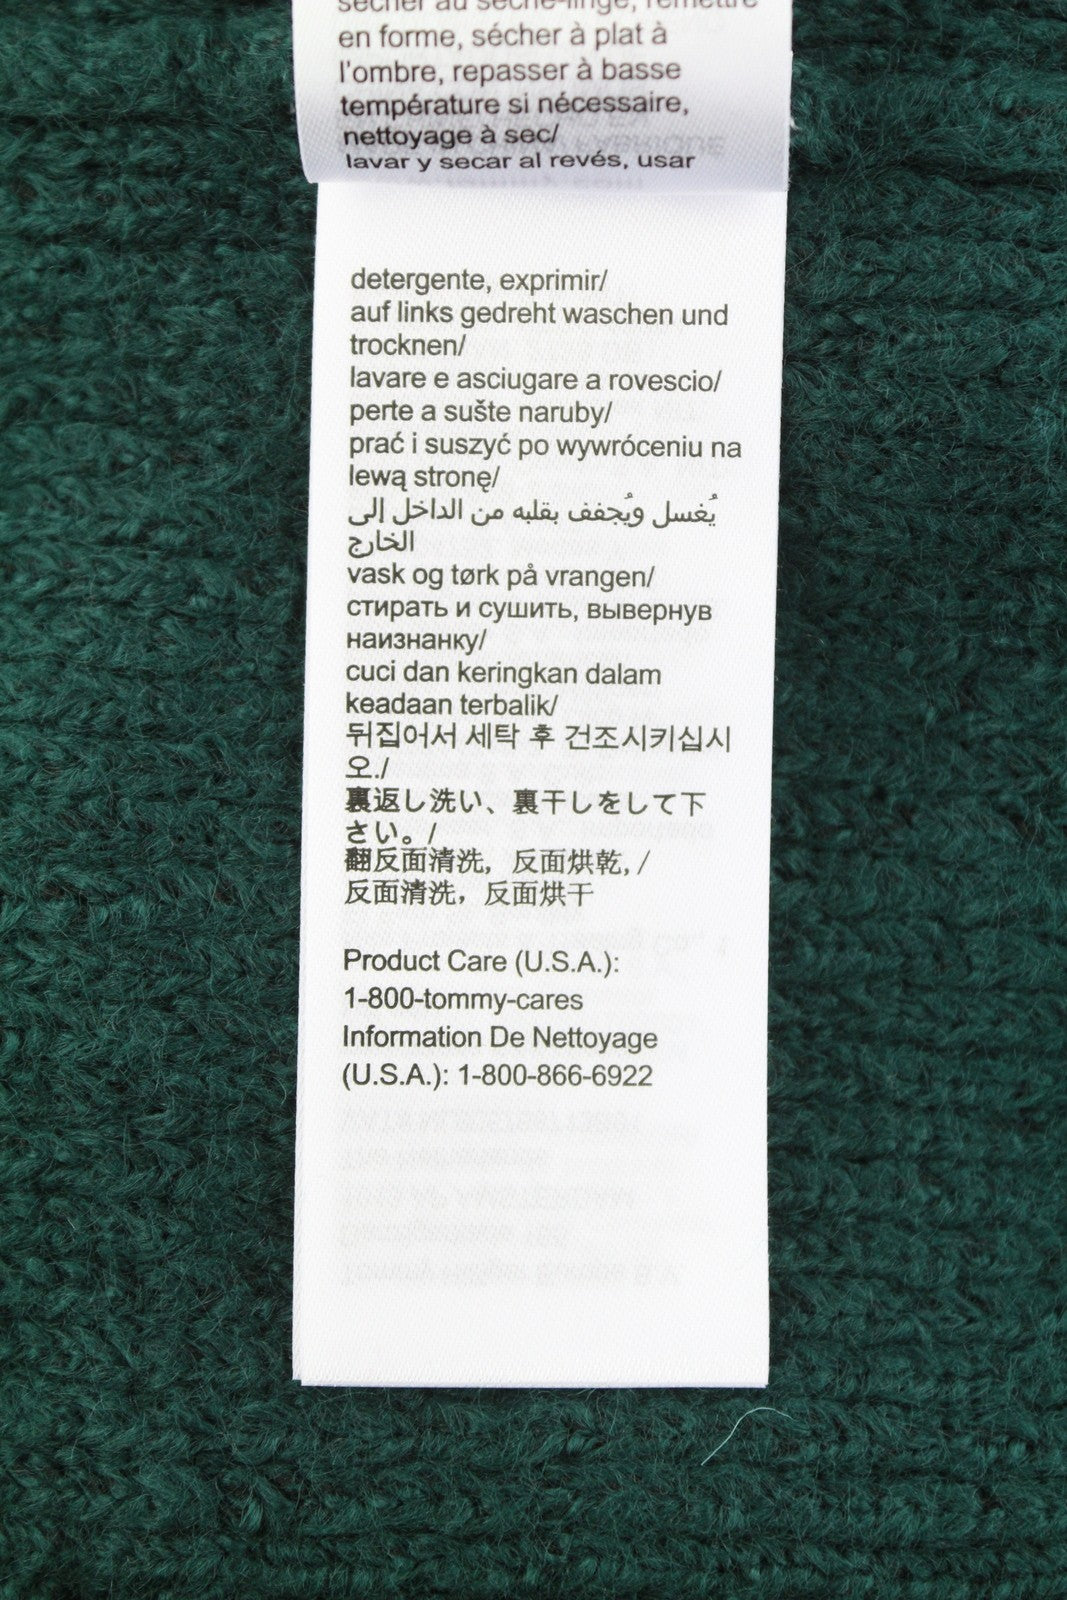 sécher au sèche-linge, remettre
en forme, sécher à plat à
l'ombre, repasser à basse
température si nécessaire,
nettoyage à sec/
lavar y secar al revés, usar
detergente, exprimir/
auf links gedreht waschen und
trocknen/
lavare e asciugare a rovescio/
perte a sušte naruby/
prać i suszyć po wywróceniu na
lewą stronę/
يُغسل ويُجفف بقلبه من الداخل إلى
الخارج
vask og tørk på vrangen/
стирать и сушить, вывернув
наизнанку/
cuci dan keringkan dalam
keadaan terbalik/
뒤집어서 세탁 후 건조시키십시
오./
裏返し洗い、裏干しをして下
さい。/
翻反面清洗，反面烘乾, /
反面清洗，反面烘干
Product Care (U.S.A.):
1-800-tommy-cares
Information De Nettoyage
(U.S.A.): 1-800-866-6922